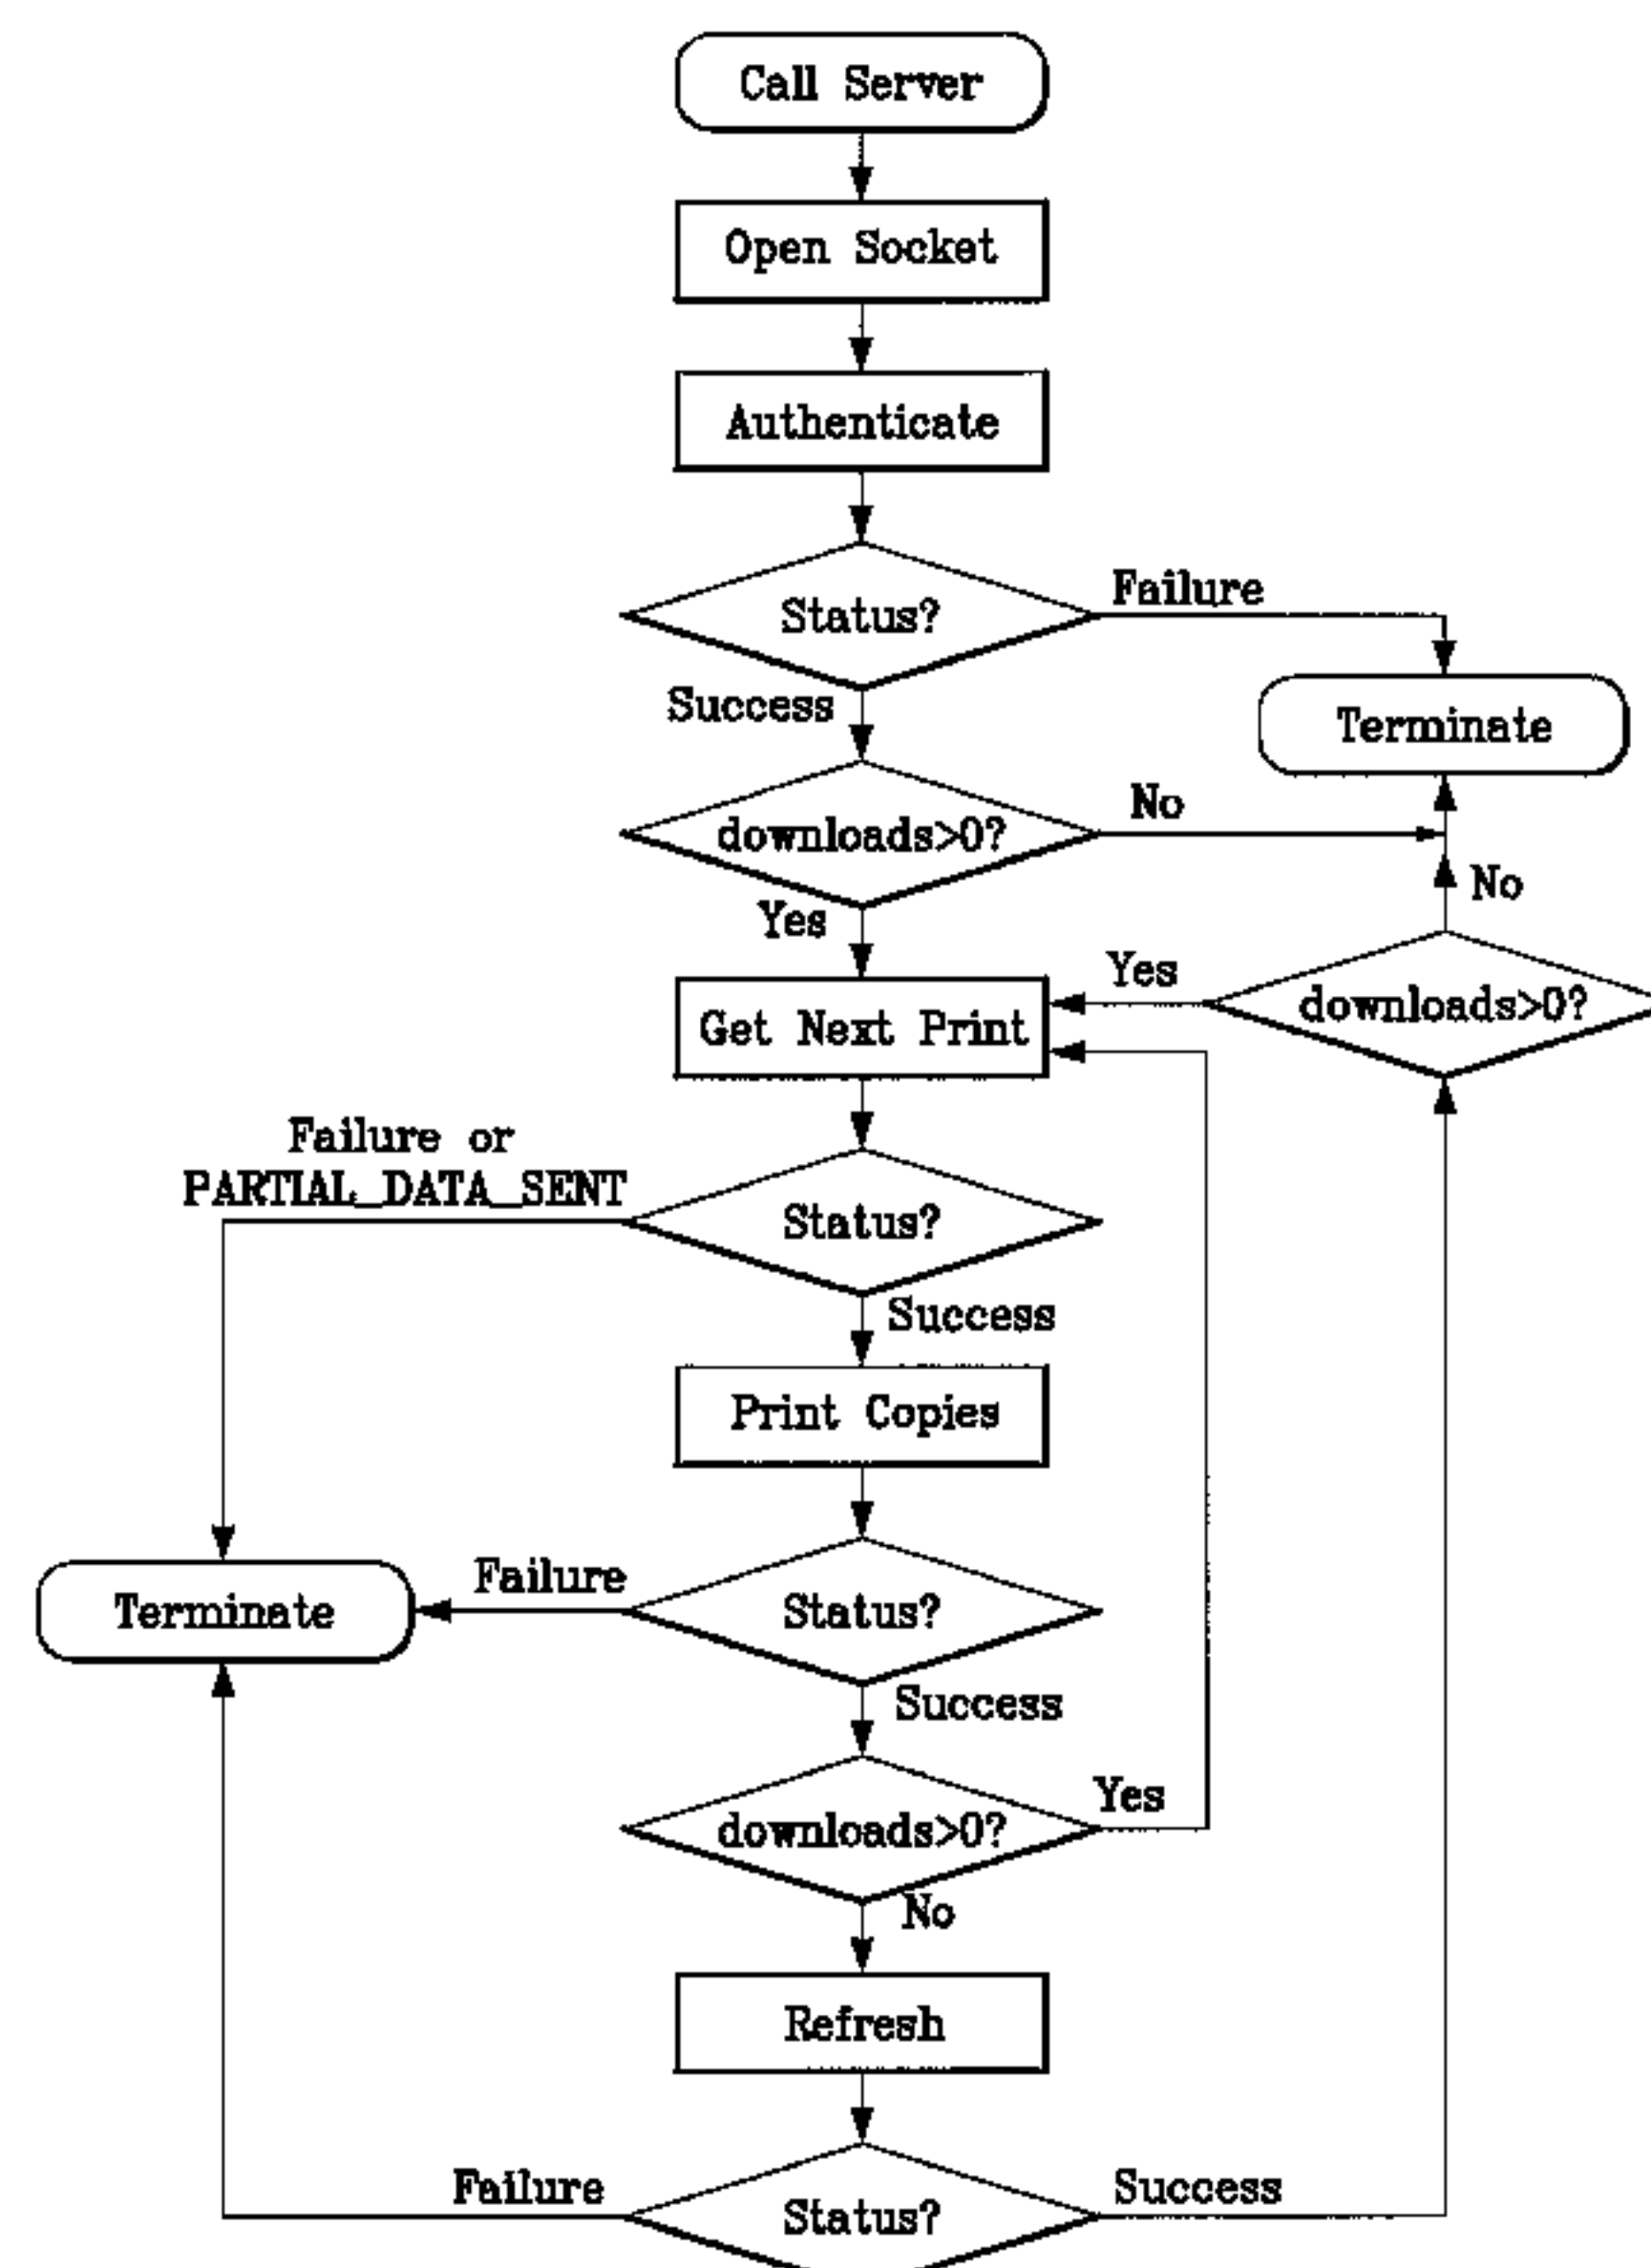 Call Server
Open Socket
Authenticate
Status?
Failure
Success
Terminate
downloads>0?
No
Yes
No
Get Next Print
Yes
downloads>0?
Failure or
PARTIAL_DATA_SENT
Status?
Success
Print Copies
Terminate
Failure
Status?
Success
downloads>0?
Yes
No
Refresh
Failure
Status?
Success